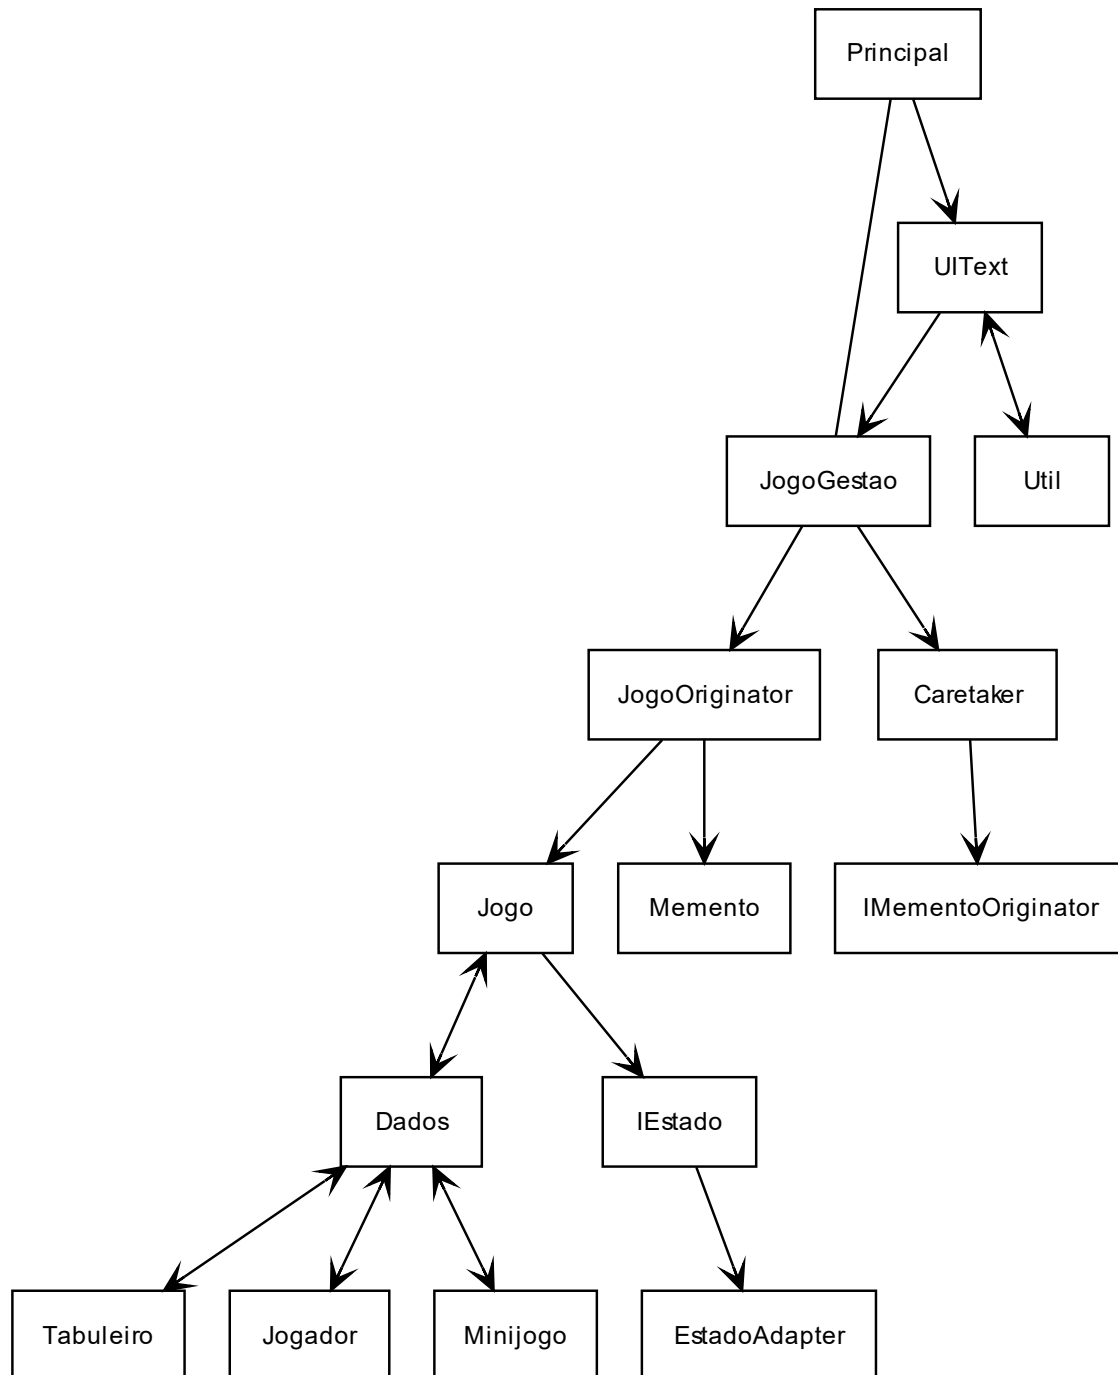 Principal
UIText
JogoGestao
Util
JogoOriginator
Caretaker
Jogo
Memento
IMementoOriginator
Dados
IEstado
Tabuleiro
Jogador
Minijogo
EstadoAdapter